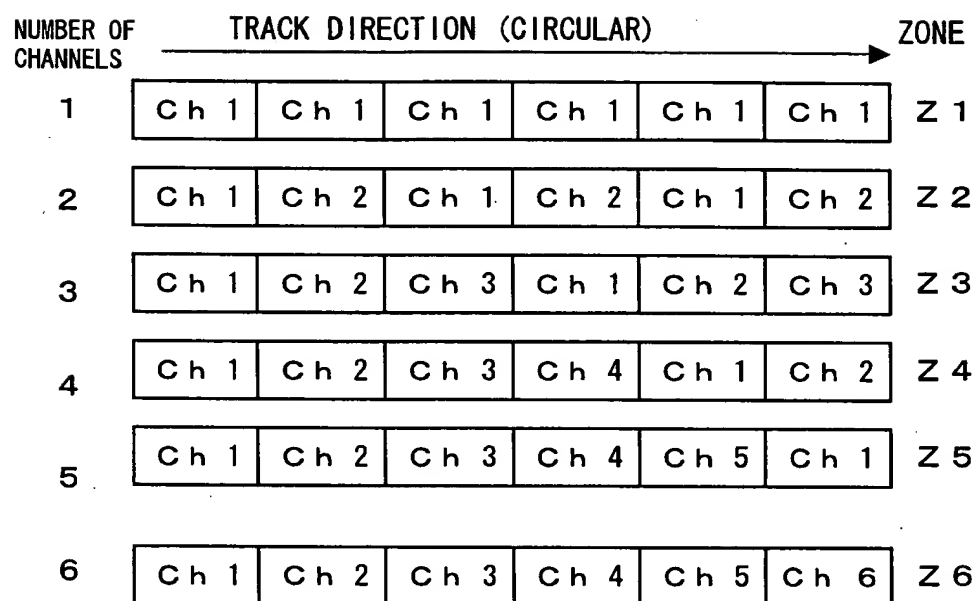 NUMBER OF CHANNELS TRACK DIRECTION (CIRCULAR) ZONE
1 Ch 1 Ch 1 Ch 1 Ch 1 Ch 1 Ch 1 Z 1
2 Ch 1 Ch 2 Ch 1 Ch 2 Ch 1 Ch 2 Z 2
3 Ch 1 Ch 2 Ch 3 Ch 1 Ch 2 Ch 3 Z 3
4 Ch 1 Ch 2 Ch 3 Ch 4 Ch 1 Ch 2 Z 4
5 Ch 1 Ch 2 Ch 3 Ch 4 Ch 5 Ch 1 Z 5
6 Ch 1 Ch 2 Ch 3 Ch 4 Ch 5 Ch 6 Z 6